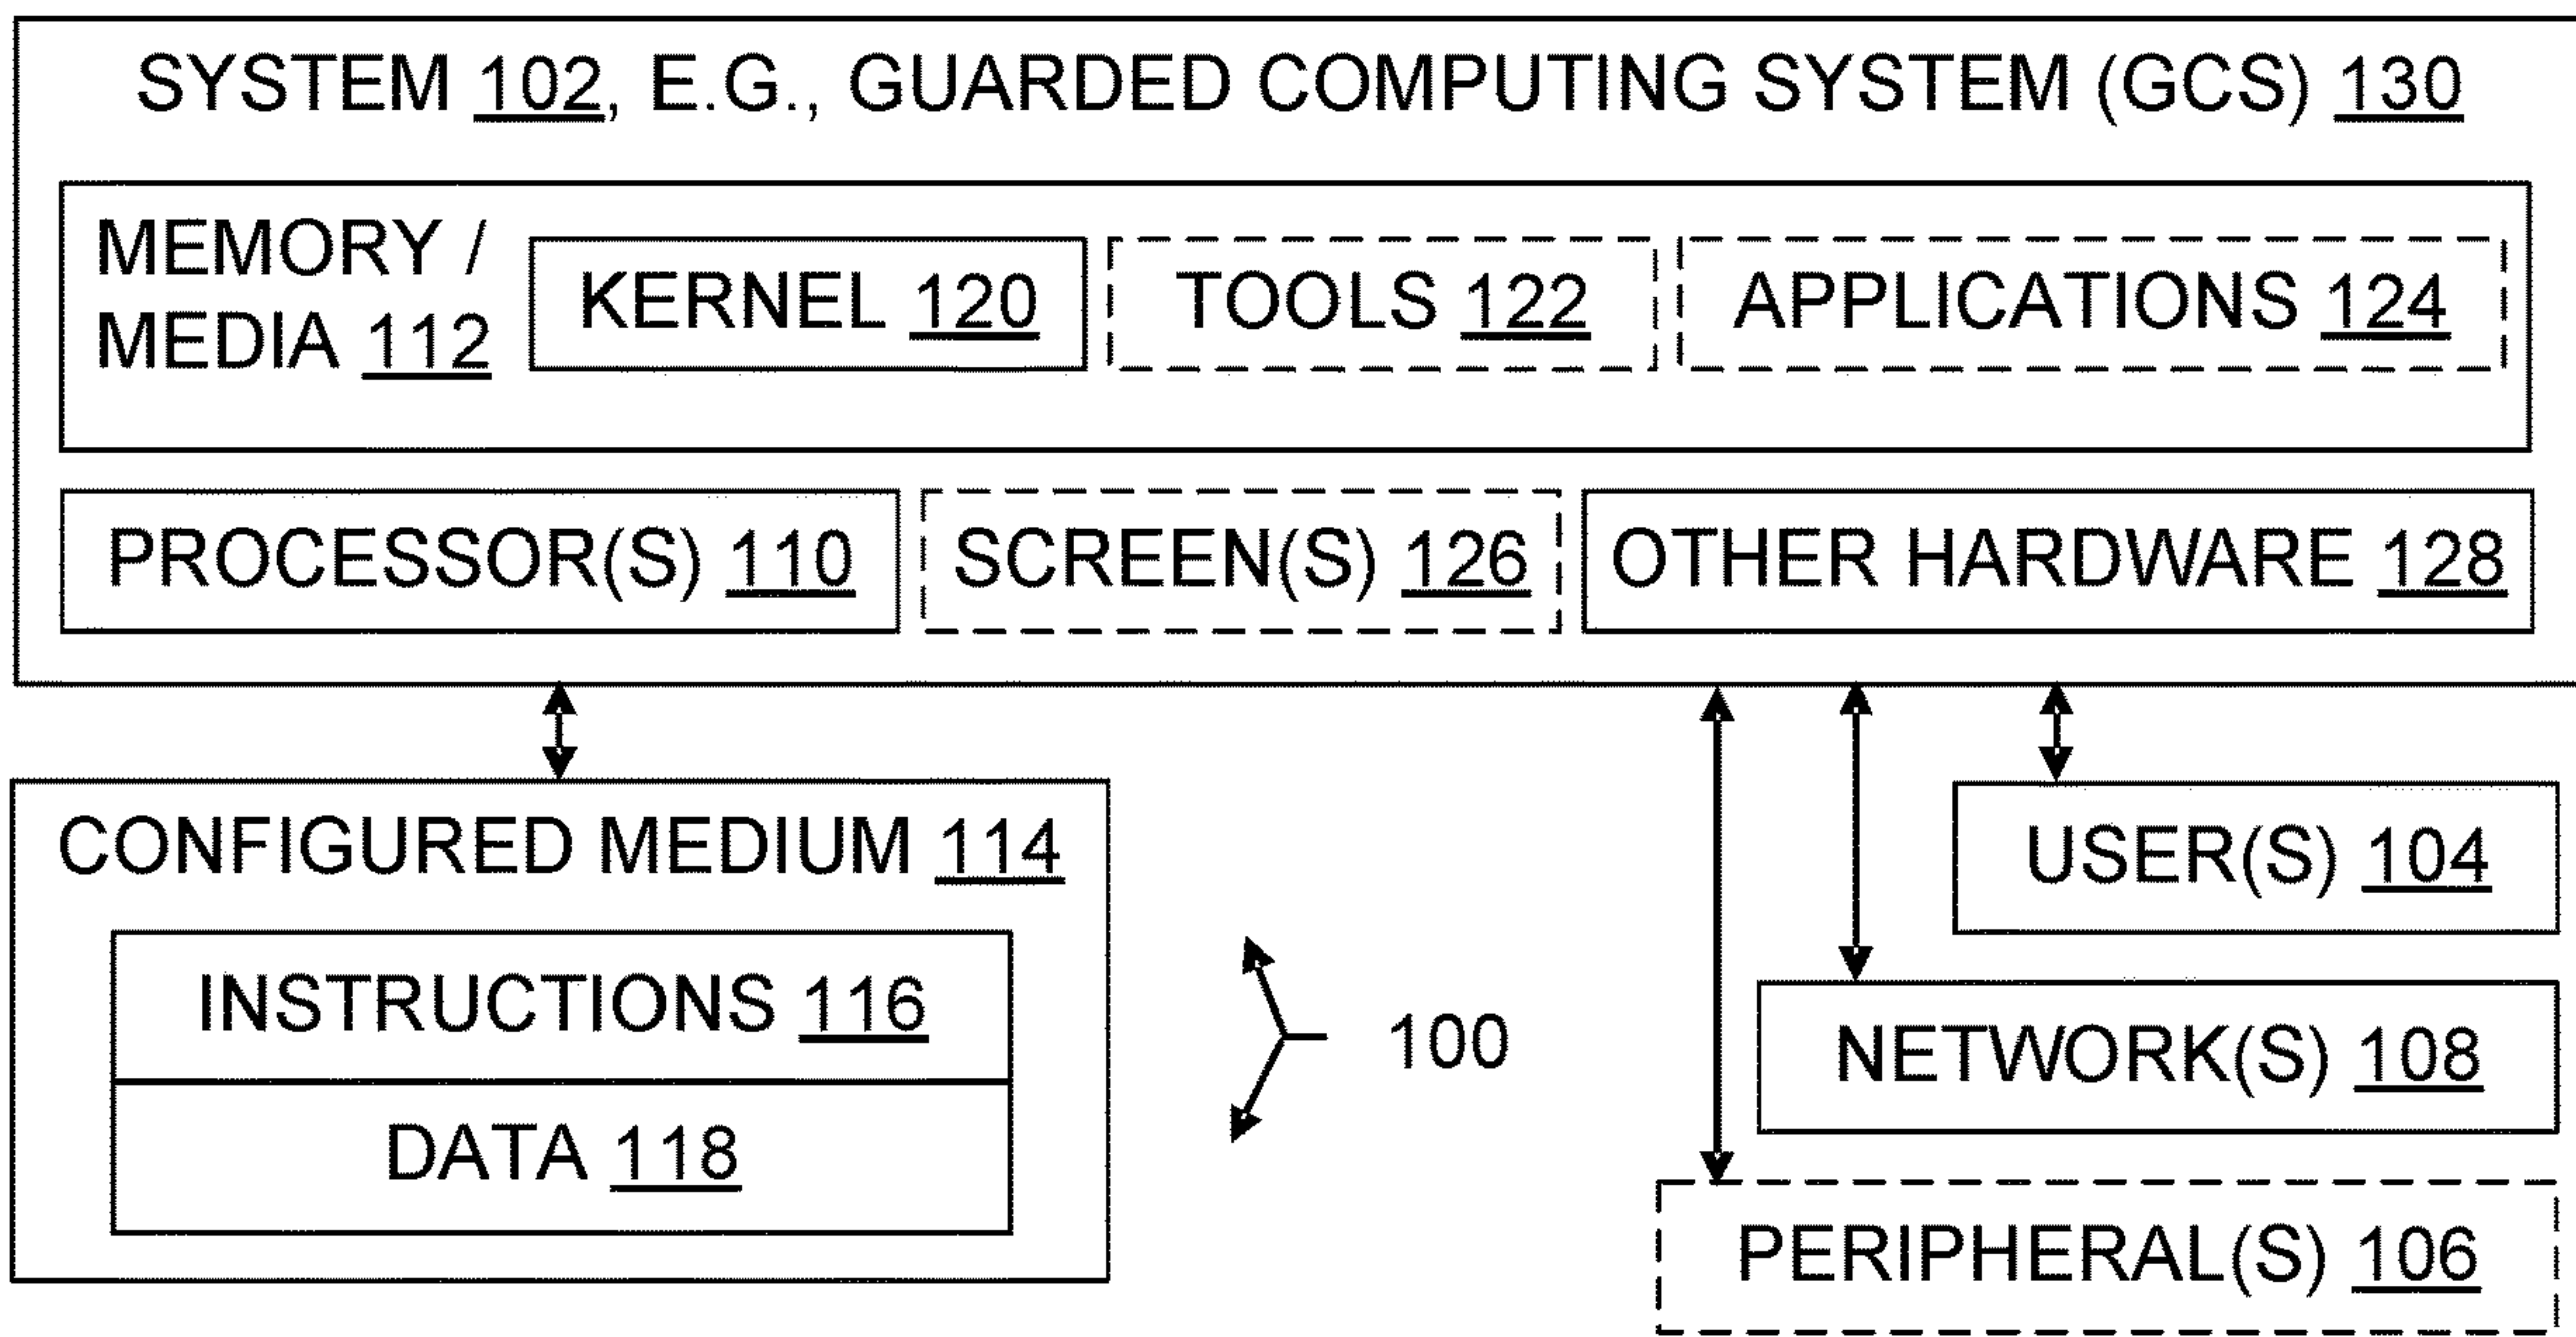 SYSTEM 102, E.G., GUARDED COMPUTING SYSTEM (GCS) 130
MEMORY /
MEDIA 112
KERNEL 120
TOOLS 122
APPLICATIONS 124
PROCESSOR(S) 110
SCREEN(S) 126
OTHER HARDWARE 128
CONFIGURED MEDIUM 114
INSTRUCTIONS 116
DATA 118
100
USER(S) 104
NETWORK(S) 108
PERIPHERAL(S) 106